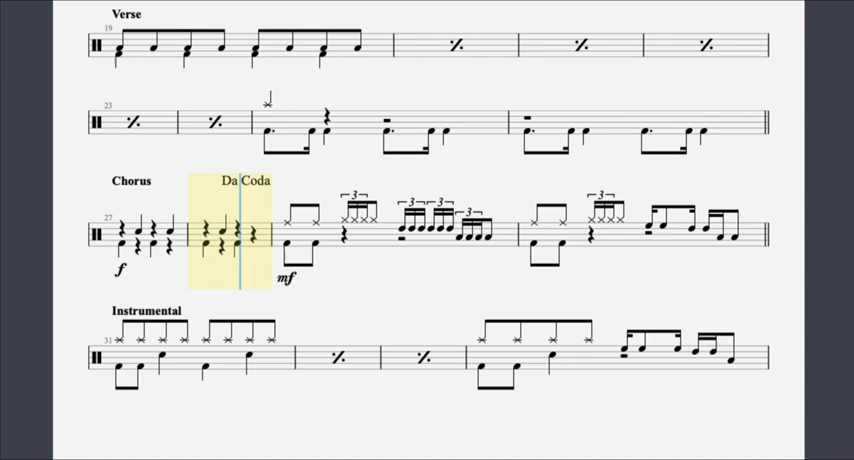 Verse
19
23
Chorus
Da Coda
27
3
3 3 3
3
f
mf
Instrumental
31